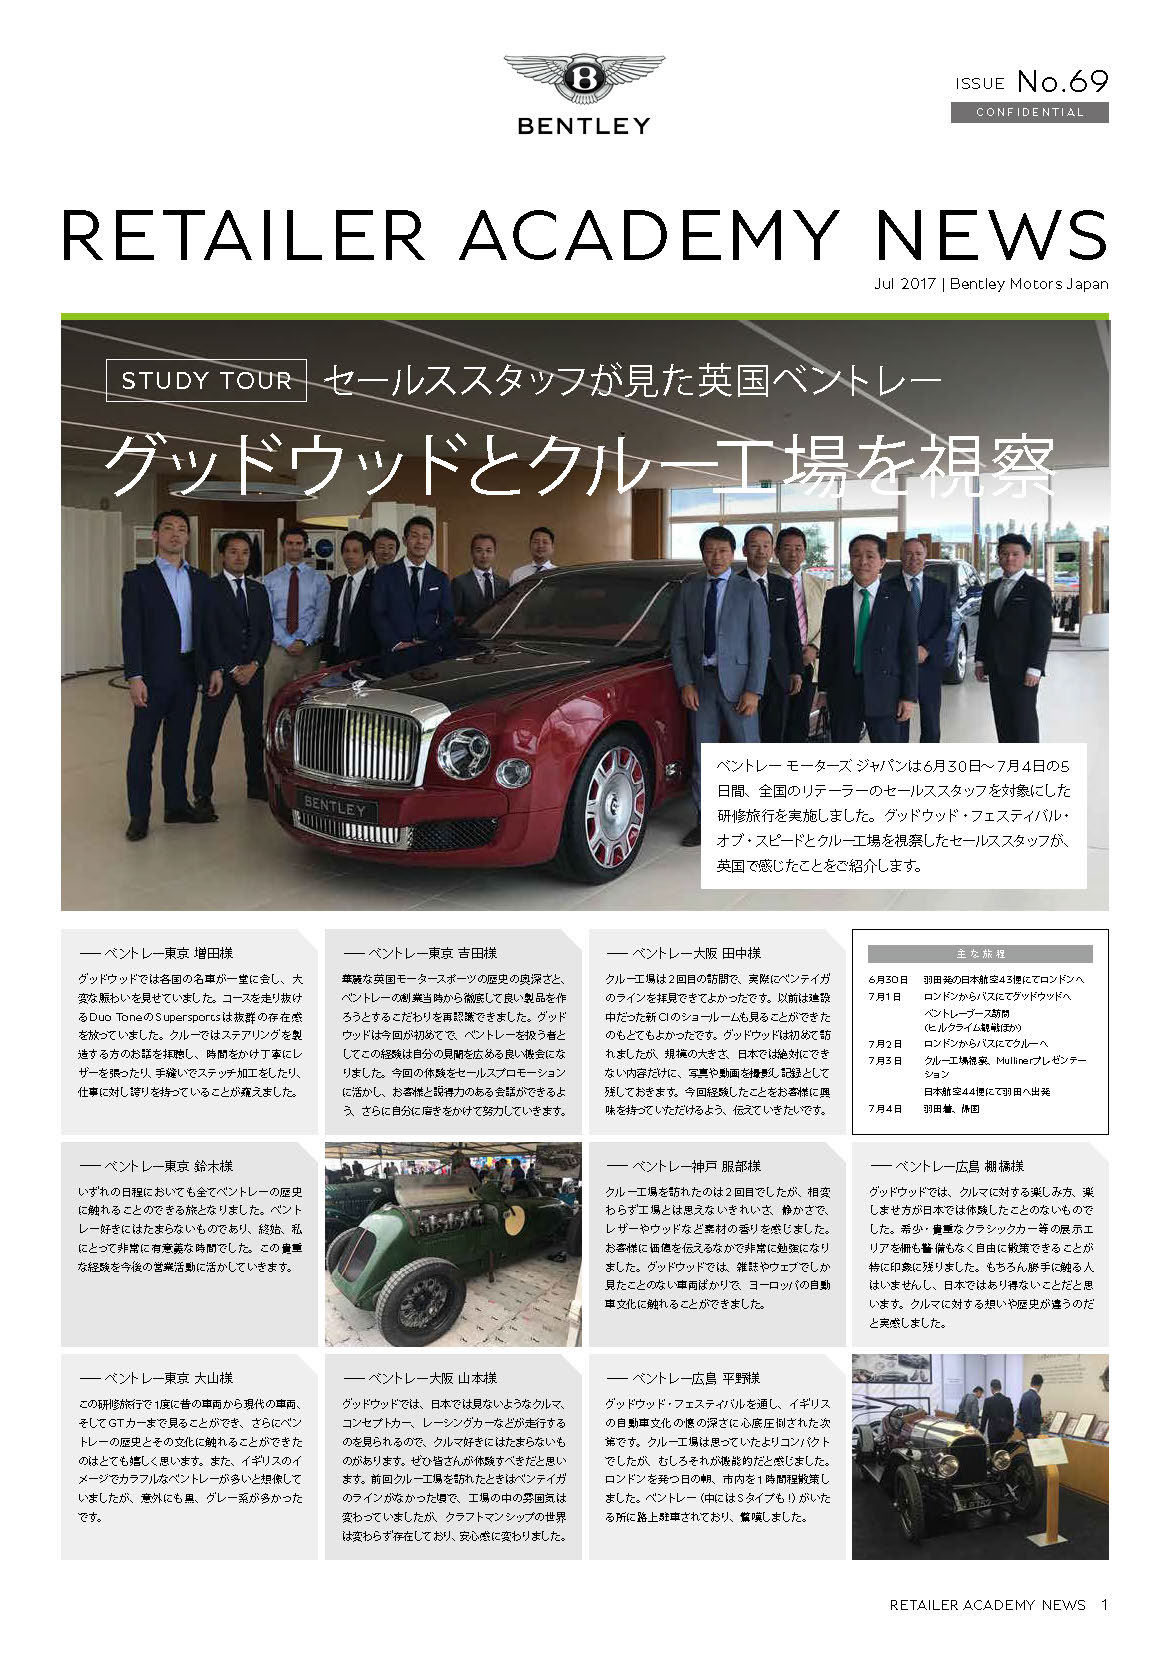 BENTLEY
ISSUE No.69
CONFIDENTIAL
RETAILER ACADEMY NEWS
Jul 2017 | Bentley Motors Japan
STUDY TOUR セールススタッフが見た英国ベントレー
グッドウッドとクルー工場を視察
BENTLEY
ベントレー モーターズ ジャパンは6月30日〜7月4日の5
日間、全国のリテーラーのセールススタッフを対象にした
研修旅行を実施しました。グッドウッド・フェスティバル・
オブ・スピードとクルー工場を視察したセールススタッフが、
英国で感じたことをご紹介します。
── ベントレー東京 増田様
グッドウッドでは各国の名車が一堂に会し、大
変な賑わいを見せていました。コースを走り抜け
るDuo ToneのSupersportsは抜群の存在感
を放っていました。クルーではステアリングを製
造する方のお話を拝聴し、時間をかけ丁寧にレ
ザーを張ったり、手縫いでステッチ加工をしたり、
仕事に対し誇りを持っていることが窺えました。
── ベントレー東京 吉田様
華麗な英国モータースポーツの歴史の奥深さと、
ベントレーの創業当時から徹底して良い製品を作
ろうとするこだわりを再認識できました。グッド
ウッドは今回が初めてで、ベントレーを扱う者と
してこの経験は自分の見聞を広める良い機会にな
りました。今回の体験をセールスプロモーション
に活かし、お客様と説得力のある会話ができるよ
う、さらに自分に磨きをかけて努力していきます。
── ベントレー大阪 田中様
クルー工場は2回目の訪問で、実際にベンテイガ
のラインを拝見できてよかったです。以前は建設
中だった新CIのショールームも見ることができた
のもとてもよかったです。グッドウッドは初めて訪
れましたが、規模の大きさ、日本では絶対にでき
ない内容だけに、写真や動画を撮影し記録として
残しておきます。今回経験したことをお客様に興
味を持っていただけるよう、伝えていきたいです。
主な旅程
6月30日 羽田発の日本航空43便にてロンドンへ
7月1日 ロンドンからバスにてグッドウッドへ
ベントレーブース訪問
(ヒルクライム観戦ほか)
7月2日 ロンドンからバスにてクルーへ
7月3日 クルー工場視察、Mullinerプレゼンテー
ション
日本航空44便にて羽田へ出発
7月4日 羽田着、帰国
── ベントレー東京 鈴木様
いずれの日程においても全てベントレーの歴史
に触れることのできる旅となりました。ベント
レー好きにはたまらないものであり、終始、私
にとって非常に有意義な時間でした。この貴重
な経験を今後の営業活動に活かしていきます。
── ベントレー神戸 服部様
クルー工場を訪れたのは2回目でしたが、相変
わらず工場とは思えないきれいさ、静かさで、
レザーやウッドなど素材の香りを感じました。
お客様に価値を伝えるなかで非常に勉強になり
ました。グッドウッドでは、雑誌やウェブでしか
見たことのない車両ばかりで、ヨーロッパの自動
車文化に触れることができました。
── ベントレー広島 棚橋様
グッドウッドでは、クルマに対する楽しみ方、楽
しませ方が日本では体験したことのないもので
した。希少・貴重なクラシックカー等の展示エ
リアを柵も警備もなく自由に散策できることが
特に印象に残りました。もちろん勝手に触る人
はいませんし、日本ではあり得ないことだと思
います。クルマに対する想いや歴史が違うのだ
と実感しました。
── ベントレー東京 大山様
この研修旅行で1度に昔の車両から現代の車両、
そしてGTカーまで見ることができ、さらにベン
トレーの歴史とその文化に触れることができた
のはとても嬉しく思います。また、イギリスのイ
メージでカラフルなベントレーが多いと想像して
いましたが、意外にも黒、グレー系が多かった
です。
── ベントレー大阪 山本様
グッドウッドでは、日本では見ないようなクルマ、
コンセプトカー、レーシングカーなどが走行する
のを見られるので、クルマ好きにはたまらないも
のがあります。ぜひ皆さんが体験すべきだと思い
ます。前回クルー工場を訪れたときはベンテイガ
のラインがなかった頃で、工場の中の雰囲気は
変わっていましたが、クラフトマンシップの世界
は変わらず存在しており、安心感に変わりました。
── ベントレー広島 平野様
グッドウッド・フェスティバルを通し、イギリス
の自動車文化の懐の深さに心底圧倒された次
第です。クルー工場は思っていたよりコンパクト
でしたが、むしろそれが機能的だと感じました。
ロンドンを発つ日の朝、市内を1時間程散策し
ました。ベントレー（中にはSタイプも!）がいた
る所に路上駐車されており、驚嘆しました。
RETAILER ACADEMY NEWS 1